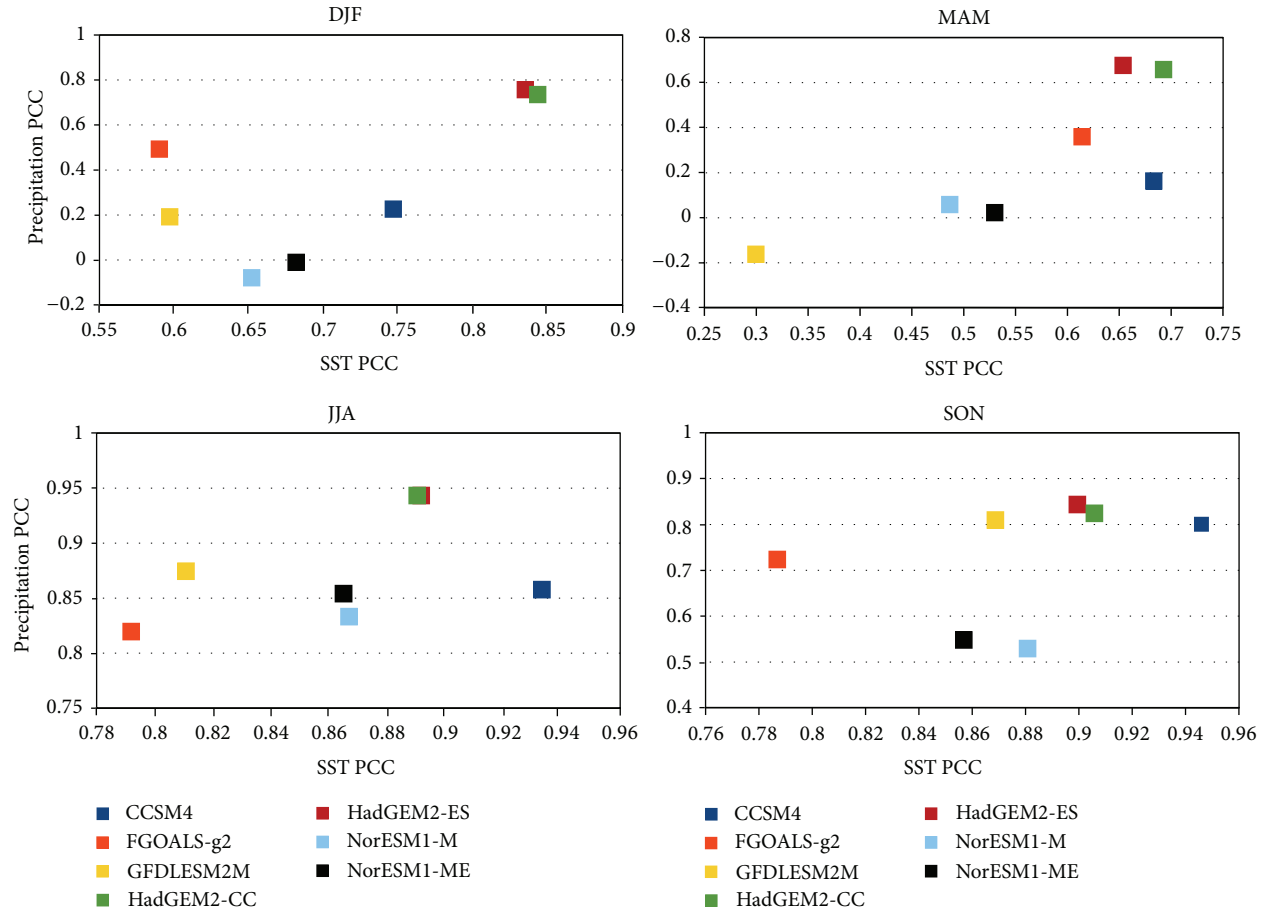 DJF
1
0.8
0.6
0.4
0.2
0
−0.2
Precipitation PCC
0.55 0.6 0.65 0.7 0.75 0.8 0.85 0.9
SST PCC
MAM
0.8
0.6
0.4
0.2
0
−0.2
−0.4
0.25 0.3 0.4 0.45 0.5 0.55 0.6 0.65 0.7 0.75
SST PCC
JJA
1
0.95
0.9
0.85
0.8
0.75
Precipitation PCC
0.78 0.8 0.82 0.84 0.86 0.88 0.9 0.92 0.94 0.96
SST PCC
SON
1
0.9
0.8
0.7
0.6
0.5
0.4
0.76 0.78 0.8 0.82 0.84 0.86 0.88 0.9 0.92 0.94 0.96
SST PCC
CCSM4
FGOALS-g2
GFDLESM2M
HadGEM2-CC
HadGEM2-ES
NorESM1-M
NorESM1-ME
CCSM4
FGOALS-g2
GFDLESM2M
HadGEM2-CC
HadGEM2-ES
NorESM1-M
NorESM1-ME